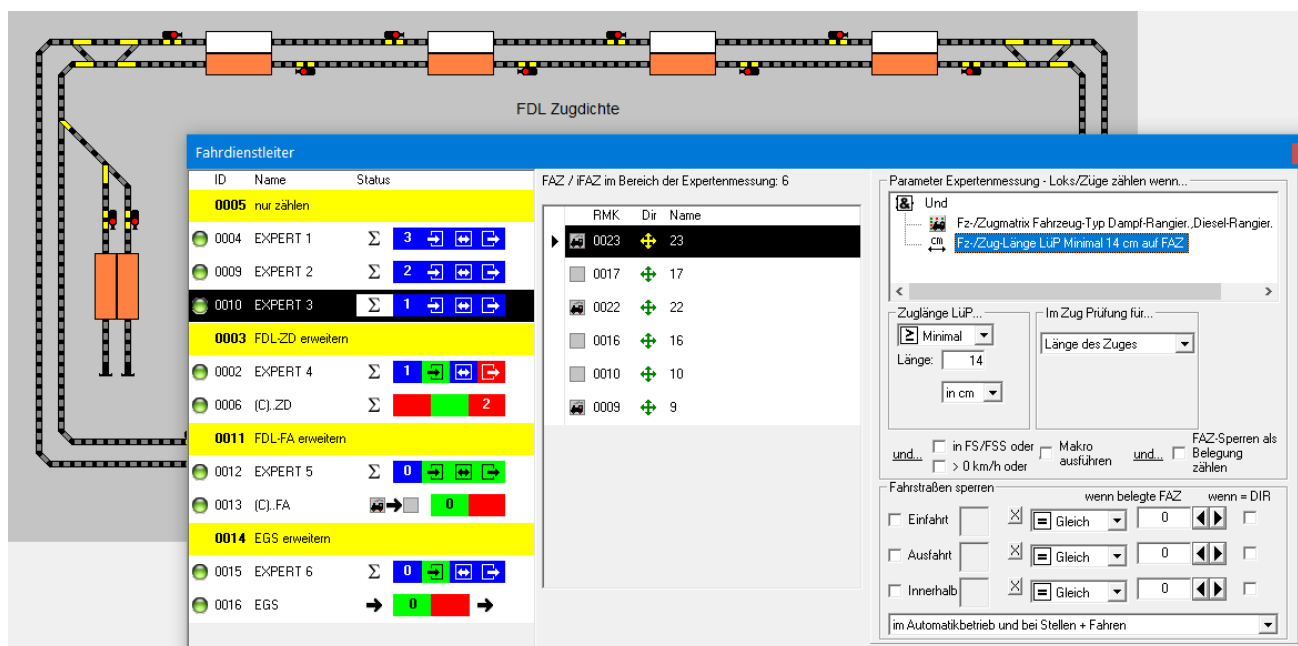 FDL Zugdichte
Fahrdienstleiter
ID Name Status
0005 nur zählen
0004 EXPERT 1 Σ 3
0009 EXPERT 2 Σ 2
0010 EXPERT 3 Σ 1
0003 FDL-ZD erweitern
0002 EXPERT 4 Σ 1
0006 (C)..ZD Σ 2
0011 FDL-FA erweitern
0012 EXPERT 5 Σ 0
0013 (C)..FA 0
0014 EGS erweitern
0015 EXPERT 6 Σ 0
0016 EGS 0
FAZ / iFAZ im Bereich der Expertenmessung: 6
RMK Dir Name
0023 23
0017 17
0022 22
0016 16
0010 10
0009 9
Parameter Expertenmessung - Loks/Züge zählen wenn...
{&} Und
Fz-/Zugmatrix Fahrzeug-Typ Dampf-Rangier.,Diesel-Rangier.
cm Fz-/Zug-Länge LüP Minimal 14 cm auf FAZ
Zuglänge LüP...
≥ Minimal
Länge: 14
in cm
Im Zug Prüfung für...
Länge des Zuges
und... in FS/FSS oder
> 0 km/h oder
Makro
ausführen
und... FAZ-Sperren als
Belegung
zählen
Fahrstraßen sperren
wenn belegte FAZ wenn = DIR
Einfahrt X = Gleich 0
Ausfahrt X = Gleich 0
Innerhalb X = Gleich 0
im Automatikbetrieb und bei Stellen + Fahren